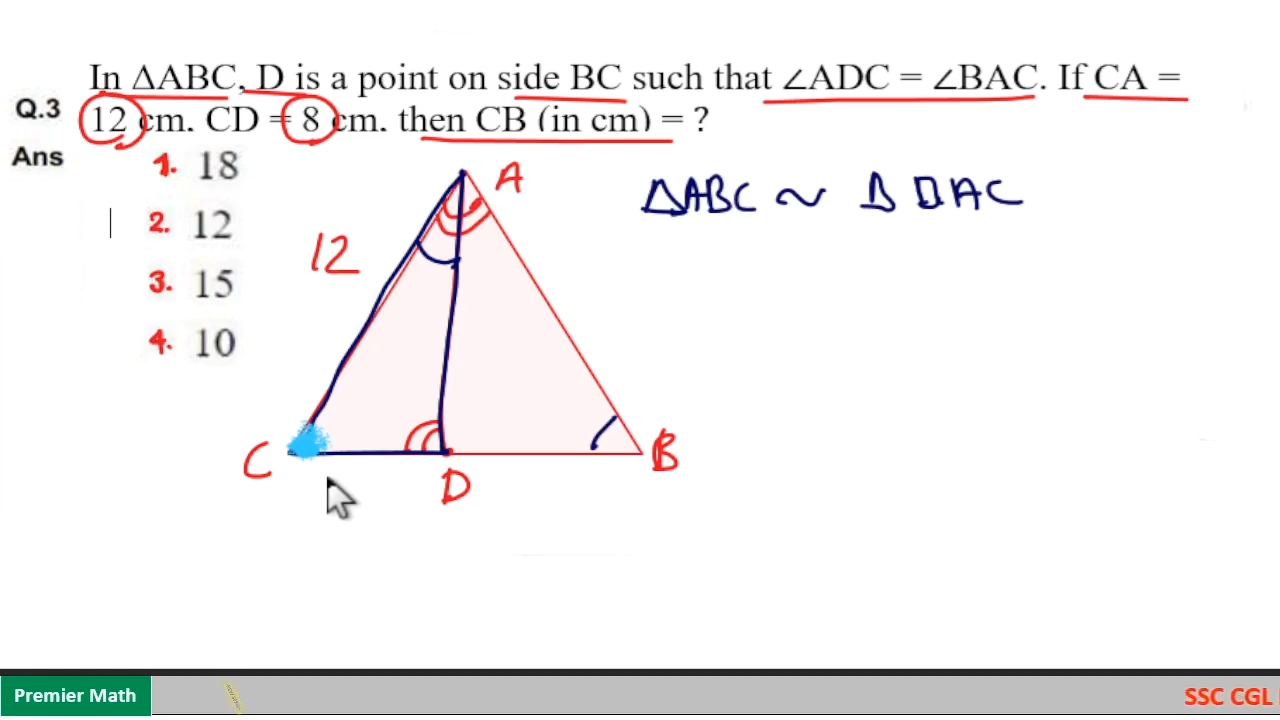 In ΔABC, D is a point on side BC such that ∠ADC = ∠BAC. If CA =
Q.3
12 cm. CD = 8 cm. then CB (in cm) = ?
Ans
1. 18
2. 12
3. 15
4. 10
A
ΔABC ~ ΔDAC
12
C
D
B
Premier Math
SSC CGL